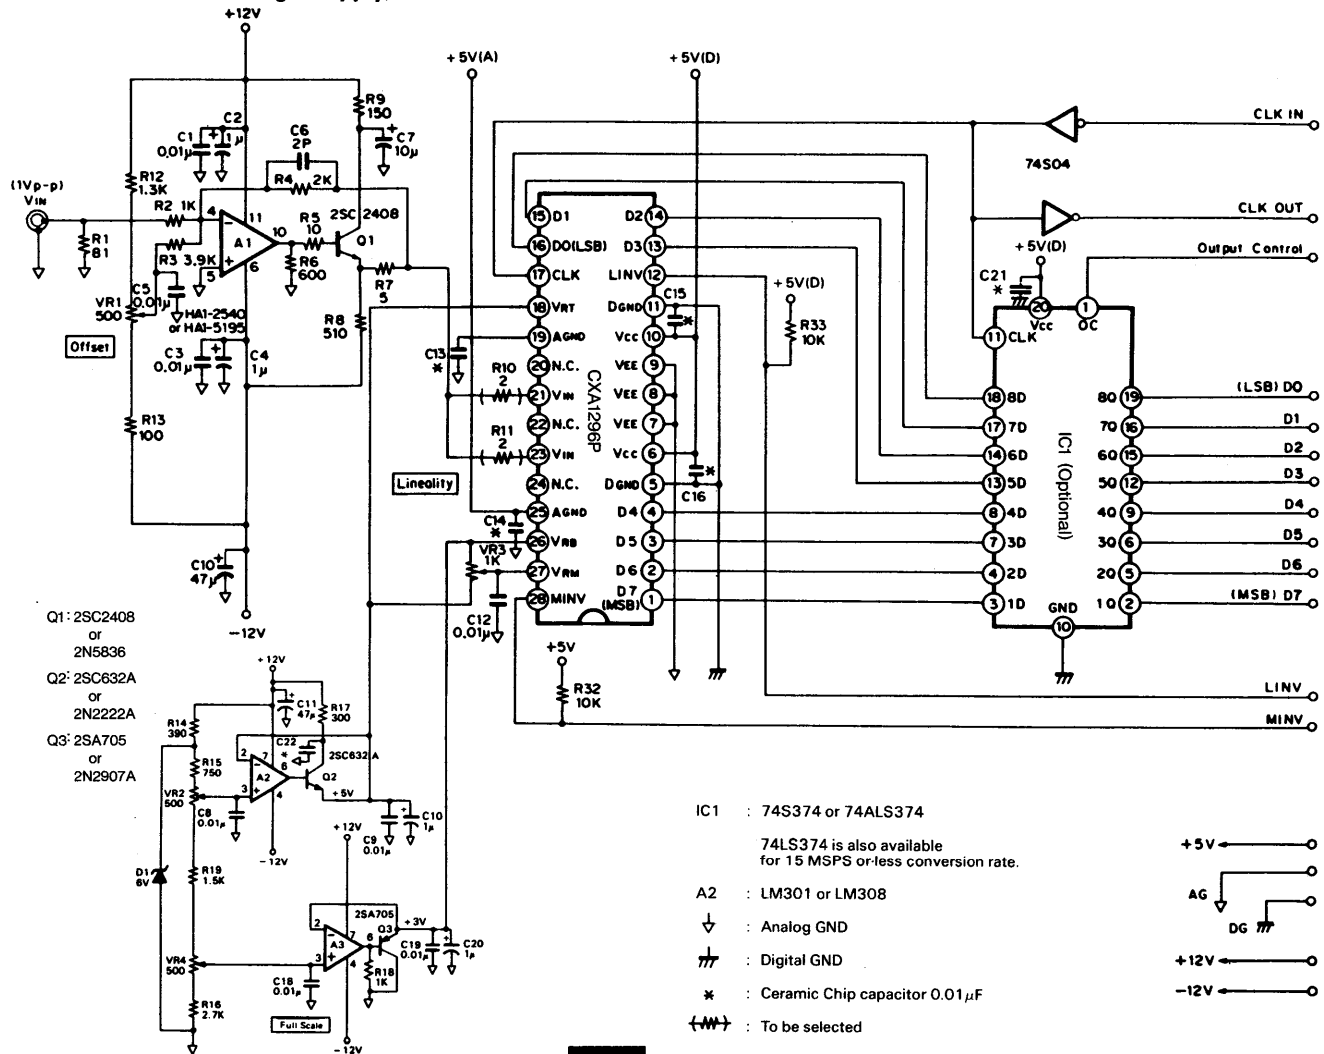 +12V
+5V(A)
+5V(D)
R9
150
C2
1μ
C1
0.01μ
C7
10μ
C6
2P
R4 2K
R12
1.3K
(1Vp-p)
VIN
R2 1K
R1
81
R3 3.9K
4
5
11
6
10
A1
R5
10
R6
600
2SC 2408
Q1
R7
5
R8
510
C5 0.01μ
VR1
500
HA1-2540
or HA1-5195
Offset
C3
0.01μ
C4
1μ
R13
100
C10
47μ
-12V
C13
*
R10
2
R11
2
Lineality
C14
*
VR3
1K
C12
0.01μ
15 D1
16 D0(LSB)
17 CLK
18 VRT
19 AGND
20 N.C.
21 VIN
22 N.C.
23 VIN
24 N.C.
25 AGND
26 VRB
27 VRM
28 MINV
CXA1296P
D2 14
D3 13
LINV 12
DGND 11
Vcc 10
VEE 9
VEE 8
VEE 7
Vcc 6
DGND 5
D4 4
D5 3
D6 2
D7
(MSB) 1
C15
*
*
C16
+5V(D)
R33
10K
+5V
R32
10K
74S04
CLK IN
CLK OUT
Output Control
+5V(D)
C21
*
20
Vcc
1
OC
11 CLK
18 8D
17 7D
14 6D
13 5D
8 4D
7 3D
4 2D
3 1D
IC1 (Optional)
8Q 19
7Q 16
6Q 15
5Q 12
4Q 9
3Q 6
2Q 5
1Q 2
GND
10
(LSB) D0
D1
D2
D3
D4
D5
D6
(MSB) D7
LINV
MINV
Q1: 2SC2408
or
2N5836
Q2: 2SC632A
or
2N2222A
Q3: 2SA705
or
2N2907A
+12V
C11
47μ
R17
300
R14
390
C22
*
2SC632A
R15
750
2
3
7
6
4
A2
Q2
+5V
VR2
500
C8
0.01μ
-12V
C9
0.01μ
C10
1μ
+12V
D1
6V
R19
1.5K
2SA705
2
3
7
6
4
A3
Q3
+3V
C19
0.01μ
C20
1μ
VR4
500
C18
0.01μ
R18
1K
R16
2.7K
Full Scale
-12V
IC1 : 74S374 or 74ALS374
74LS374 is also available
for 15 MSPS or less conversion rate.
A2 : LM301 or LM308
: Analog GND
: Digital GND
* : Ceramic Chip capacitor 0.01μF
: To be selected
+5V
AG
DG
+12V
-12V